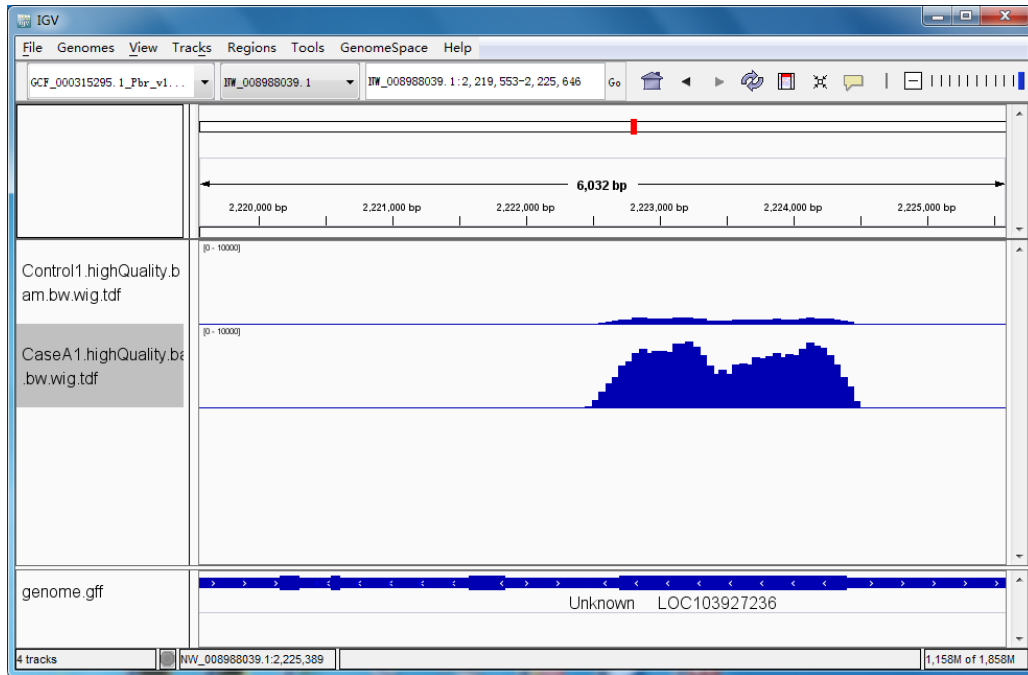 IGV
File Genomes View Tracks Regions Tools GenomeSpace Help
GCF_000315295.1_Pbr_v1... NW_008988039.1 NW_008988039.1:2,219,553-2,225,646 Go
6,032 bp
2,220,000 bp 2,221,000 bp 2,222,000 bp 2,223,000 bp 2,224,000 bp 2,225,000 bp
[0 - 10000]
Control1.highQuality.b
am.bw.wig.tdf
[0 - 10000]
CaseA1.highQuality.ba
.bw.wig.tdf
genome.gff
Unknown LOC103927236
4 tracks NW_008988039.1:2,225,389 1,158M of 1,858M